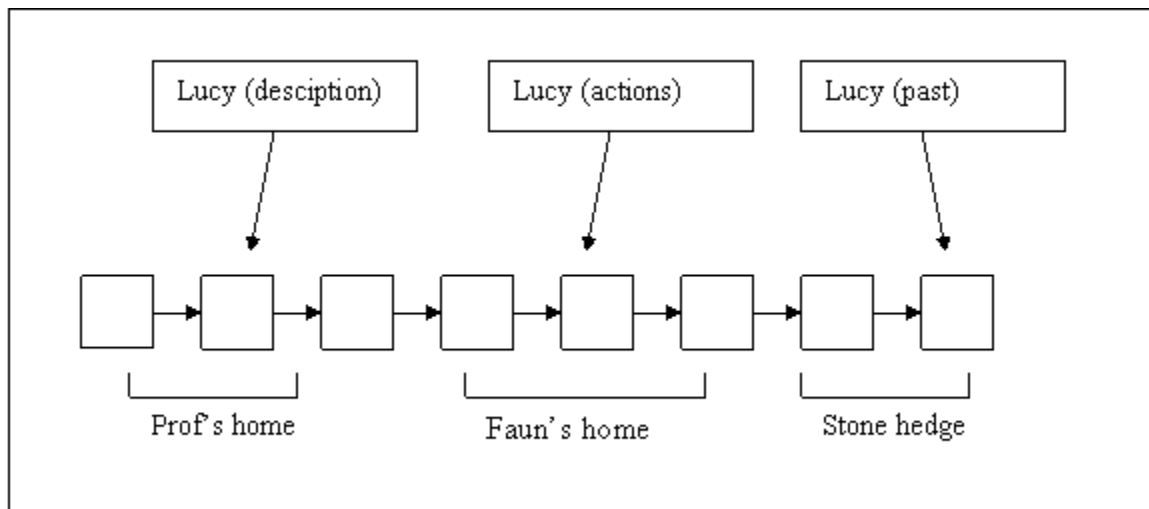 Lucy (desciption)
Lucy (actions)
Lucy (past)
Prof's home
Faun's home
Stone hedge